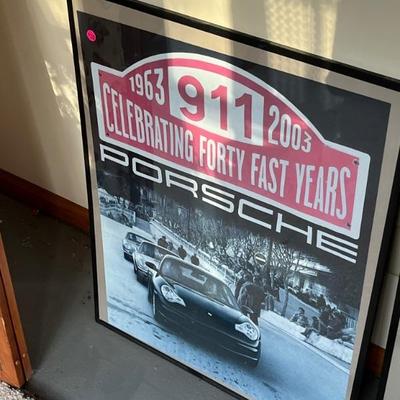 1963 911 2003
CELEBRATING FORTY FAST YEARS
PORSCHE